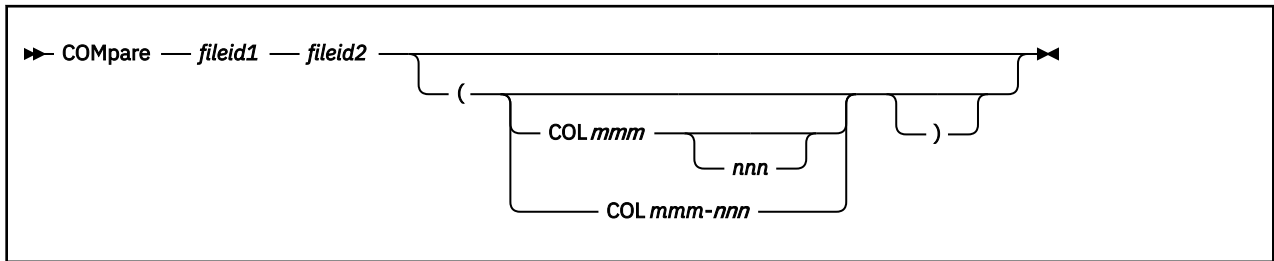 COMpare fileid1 fileid2
(
COL mmm )
nnn
COL mmm-nnn